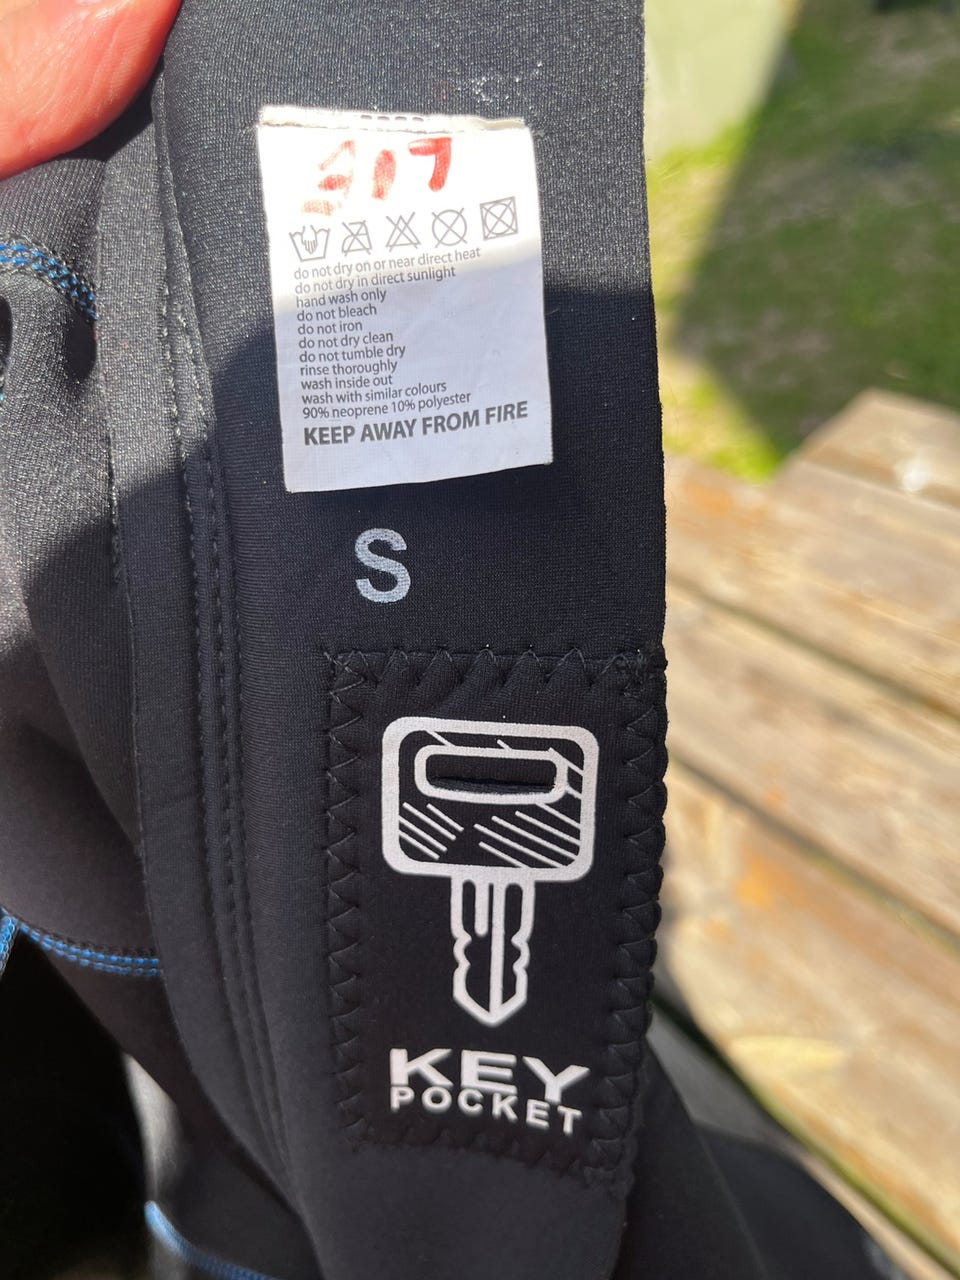 317
do not dry on or near direct heat
do not dry in direct sunlight
hand wash only
do not bleach
do not iron
do not dry clean
do not tumble dry
rinse thoroughly
wash inside out
wash with similar colours
90% neoprene 10% polyester
KEEP AWAY FROM FIRE
S
KEY
POCKET